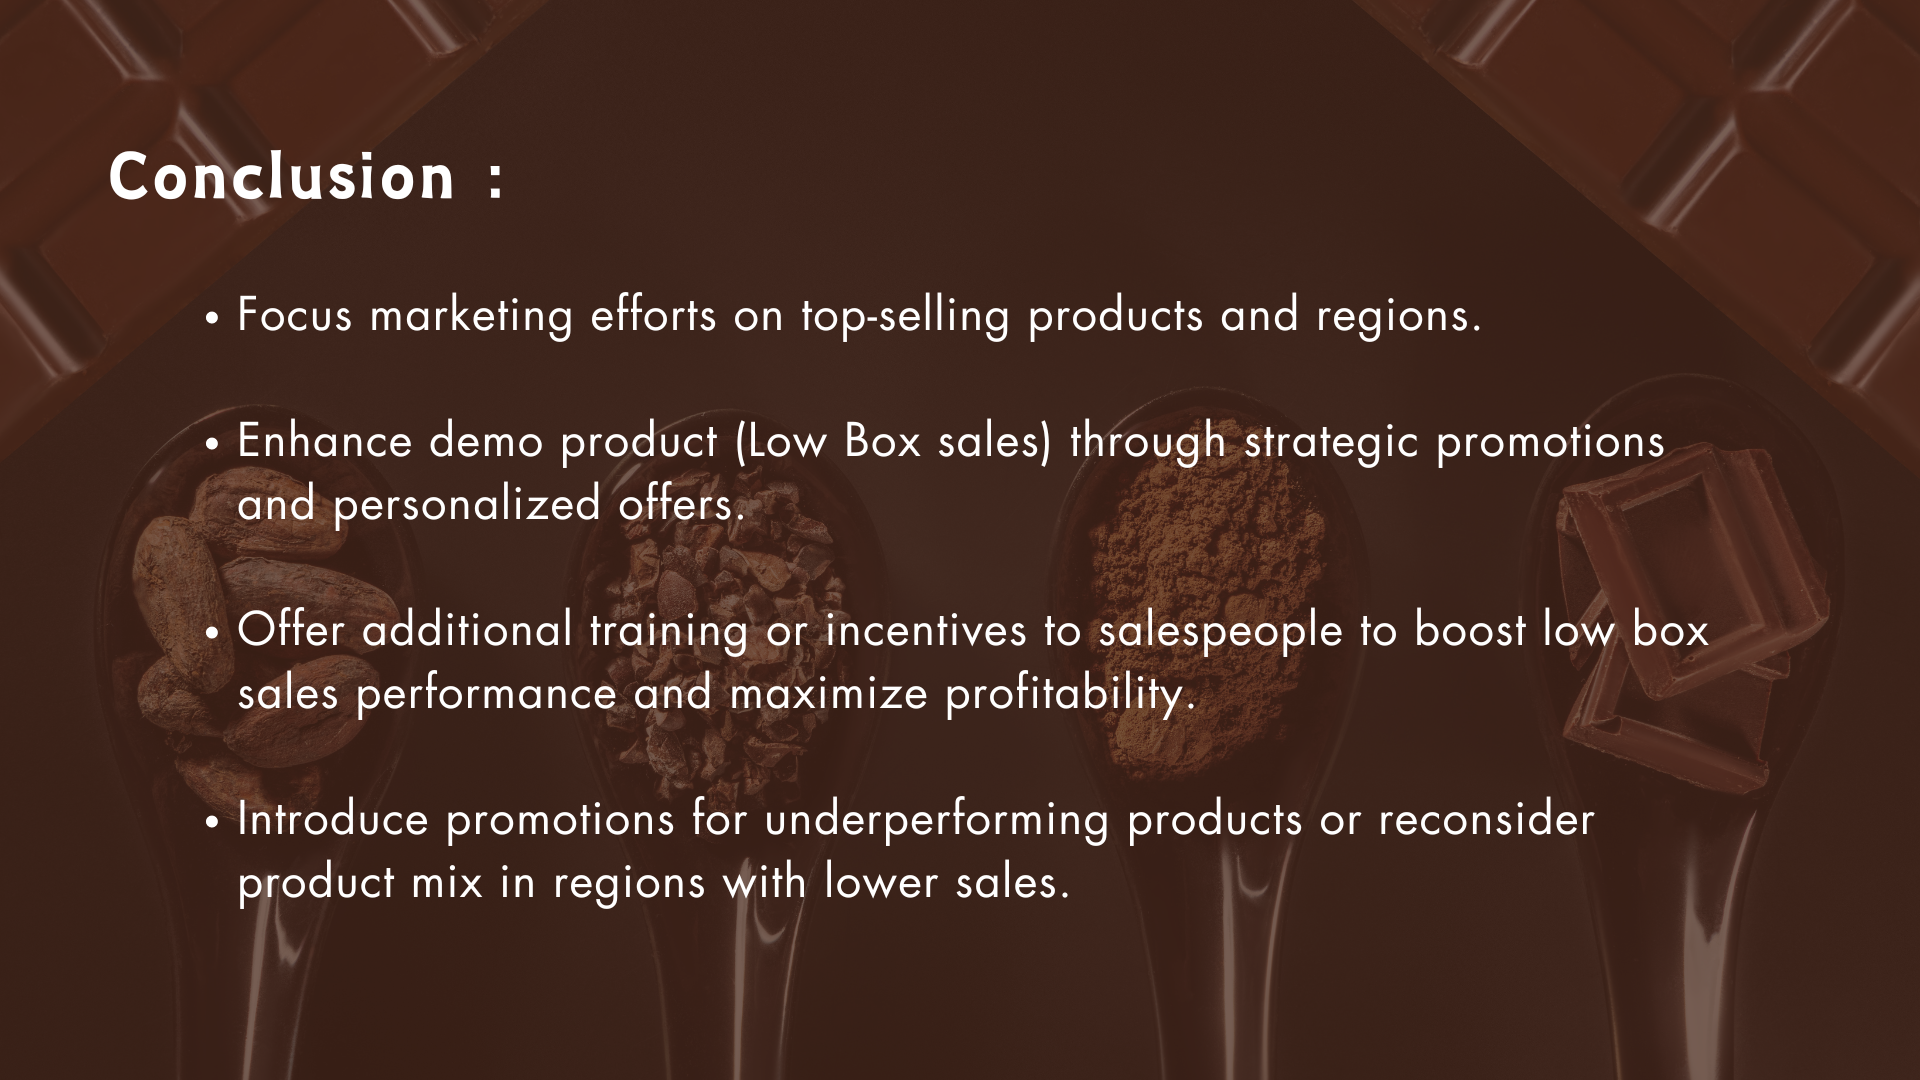 Conclusion :
• Focus marketing efforts on top-selling products and regions.
• Enhance demo product (Low Box sales) through strategic promotions
and personalized offers.
• Offer additional training or incentives to salespeople to boost low box
sales performance and maximize profitability.
• Introduce promotions for underperforming products or reconsider
product mix in regions with lower sales.